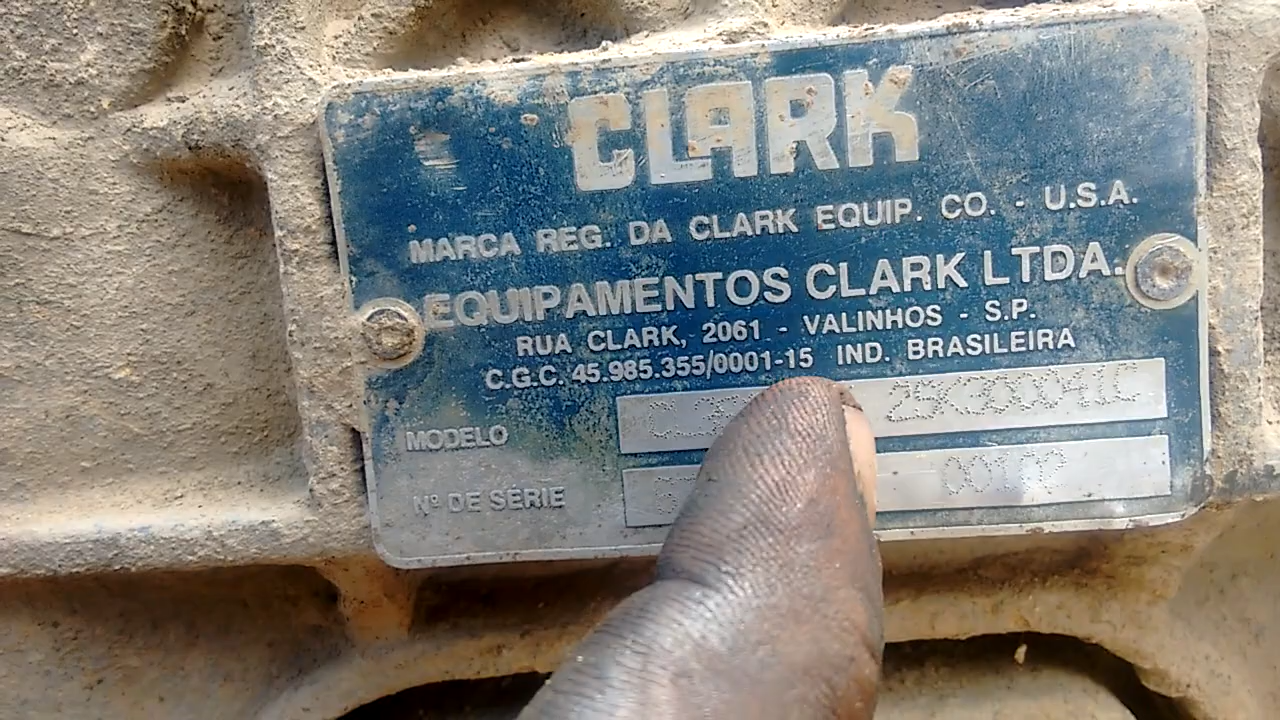 CLARK
MARCA REG. DA CLARK EQUIP. CO. - U.S.A.
EQUIPAMENTOS CLARK LTDA.
RUA CLARK, 2061 - VALINHOS - S.P.
C.G.C. 45.985.355/0001-15 IND. BRASILEIRA
MODELO
Nº DE SÉRIE 00102